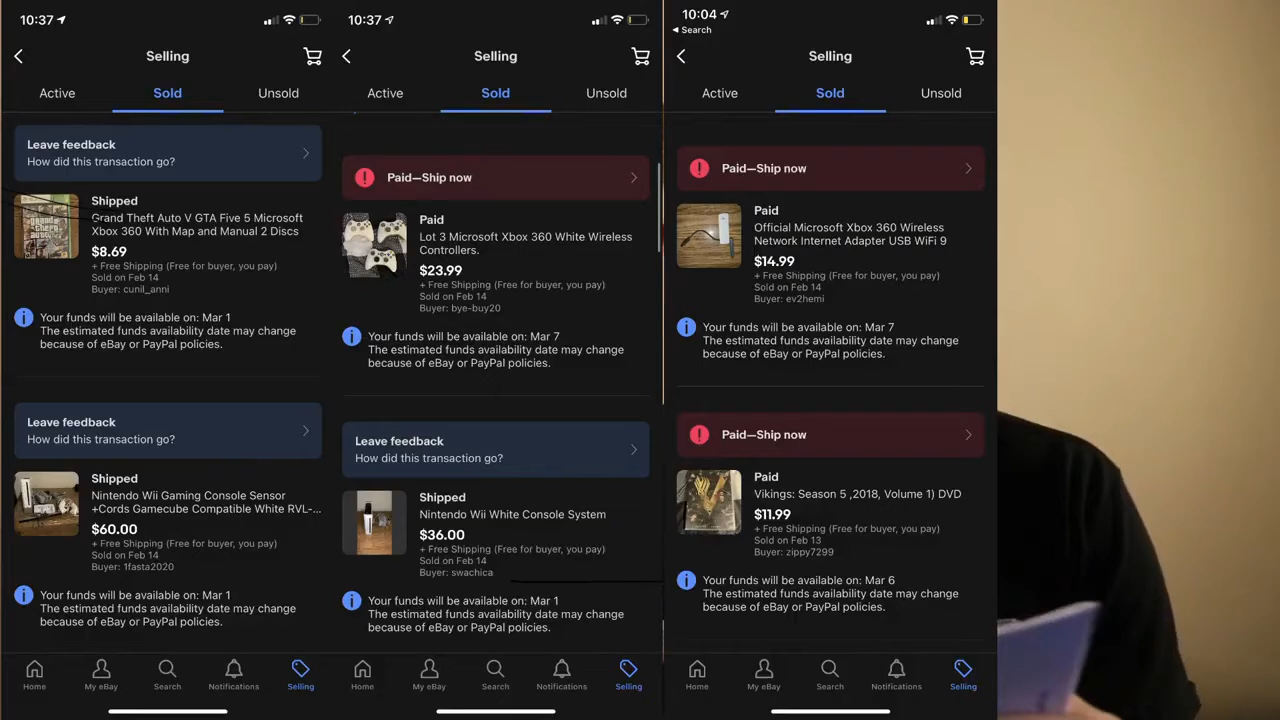 10:37
Selling
Active
Sold
Unsold
Leave feedback
How did this transaction go?
Shipped
Grand Theft Auto V GTA Five 5 Microsoft
Xbox 360 With Map and Manual 2 Discs
$8.69
+ Free Shipping (Free for buyer, you pay)
Sold on Feb 14
Buyer: cunil_anni
Your funds will be available on: Mar 1
The estimated funds availability date may change
because of eBay or PayPal policies.
Leave feedback
How did this transaction go?
Shipped
Nintendo Wii Gaming Console Sensor
+Cords Gamecube Compatible White RVL-...
$60.00
+ Free Shipping (Free for buyer, you pay)
Sold on Feb 14
Buyer: 1fasta2020
Your funds will be available on: Mar 1
The estimated funds availability date may change
because of eBay or PayPal policies.
Home
My eBay
Search
Notifications
Selling
10:37
Selling
Active
Sold
Unsold
Paid—Ship now
Paid
Lot 3 Microsoft Xbox 360 White Wireless
Controllers.
$23.99
+ Free Shipping (Free for buyer, you pay)
Sold on Feb 14
Buyer: bye-buy20
Your funds will be available on: Mar 7
The estimated funds availability date may change
because of eBay or PayPal policies.
Leave feedback
How did this transaction go?
Shipped
Nintendo Wii White Console System
$36.00
+ Free Shipping (Free for buyer, you pay)
Sold on Feb 14
Buyer: swachica
Your funds will be available on: Mar 1
The estimated funds availability date may change
because of eBay or PayPal policies.
Home
My eBay
Search
Notifications
Selling
10:04
Search
Selling
Active
Sold
Unsold
Paid—Ship now
Paid
Official Microsoft Xbox 360 Wireless
Network Internet Adapter USB WiFi 9
$14.99
+ Free Shipping (Free for buyer, you pay)
Sold on Feb 14
Buyer: ev2hemi
Your funds will be available on: Mar 7
The estimated funds availability date may change
because of eBay or PayPal policies.
Paid—Ship now
Paid
Vikings: Season 5 ,2018, Volume 1) DVD
$11.99
+ Free Shipping (Free for buyer, you pay)
Sold on Feb 13
Buyer: zippy7299
Your funds will be available on: Mar 6
The estimated funds availability date may change
because of eBay or PayPal policies.
Home
My eBay
Search
Notifications
Selling